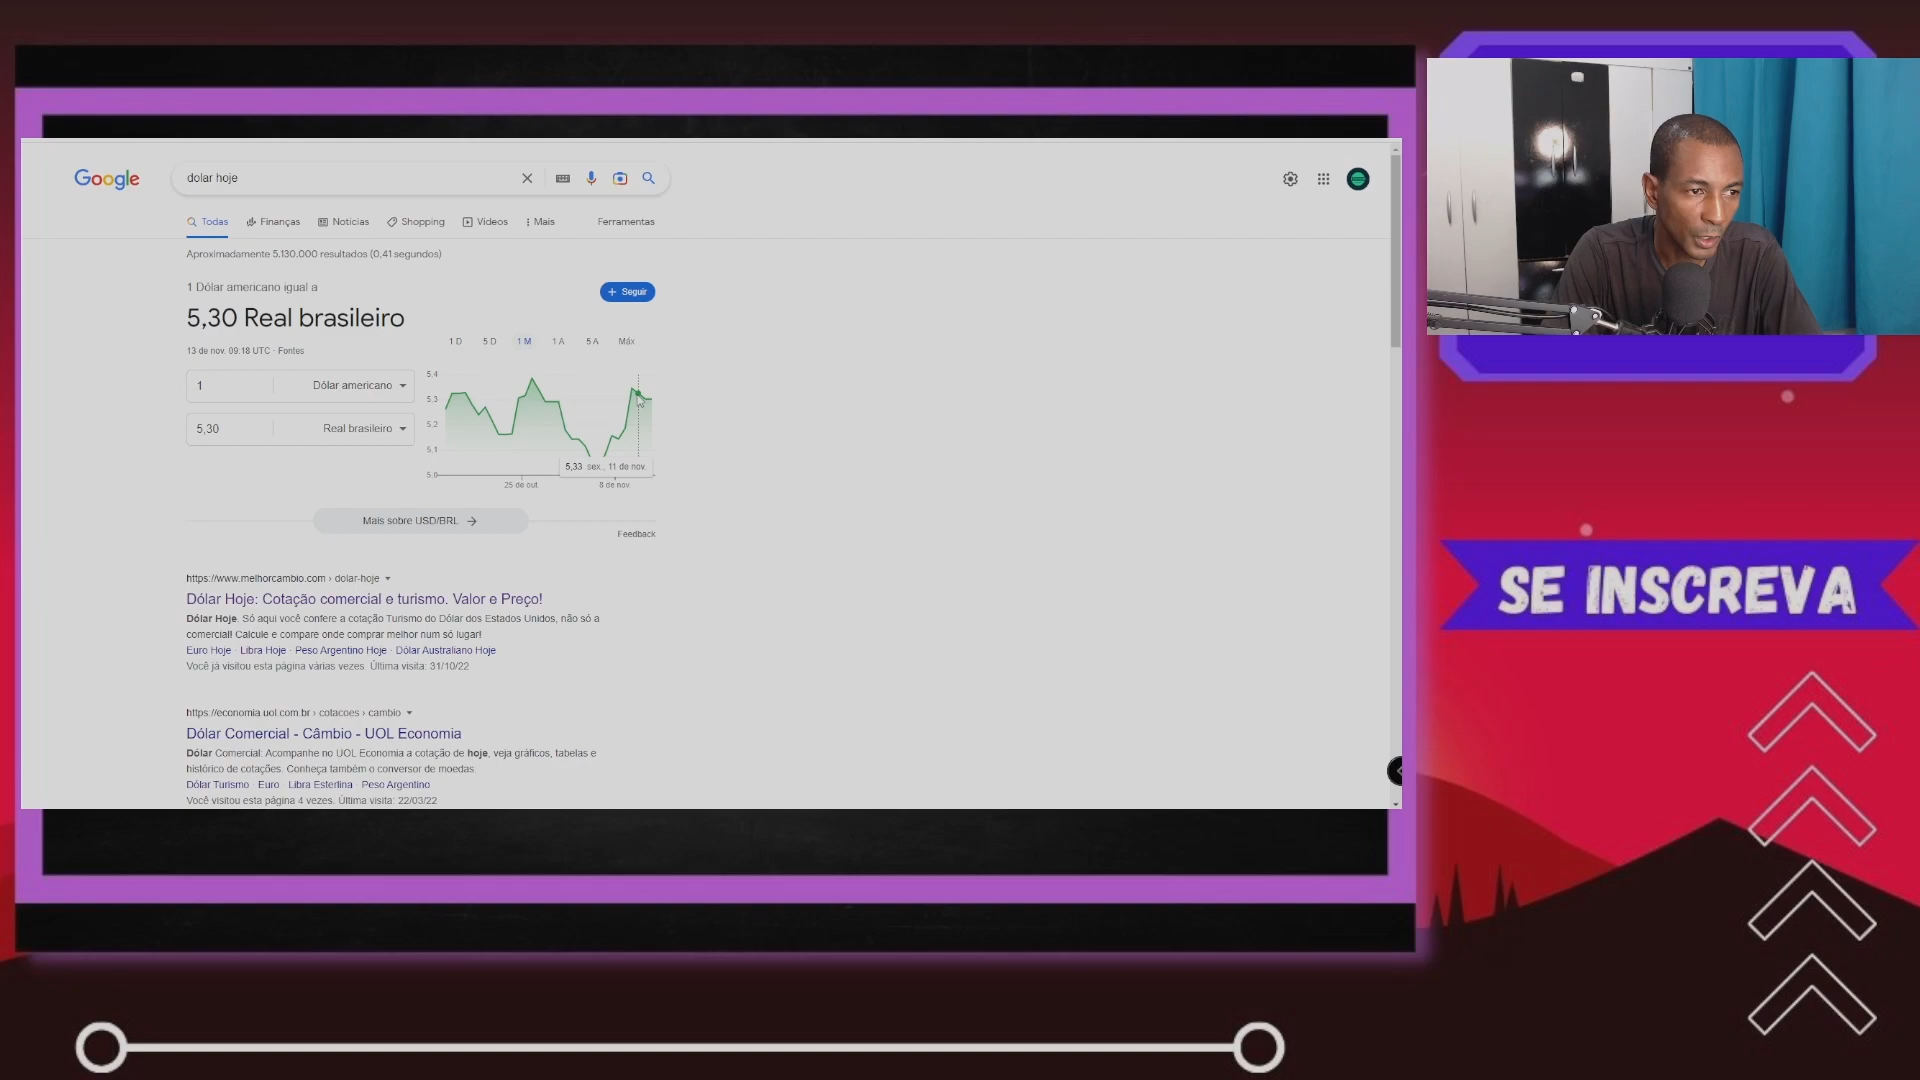 Google
dolar hoje
Todas
Finanças
Notícias
Shopping
Vídeos
Mais
Ferramentas
Aproximadamente 5.130.000 resultados (0,41 segundos)
1 Dólar americano igual a
Seguir
5,30 Real brasileiro
13 de nov. 09:18 UTC · Fontes
1 D 5 D 1 M 1 A 5 A Máx
1 Dólar americano
5,30 Real brasileiro
5,4
5,3
5,2
5,1
5,0
5,33 sex., 11 de nov.
25 de out. 8 de nov.
Mais sobre USD/BRL
Feedback
https://www.melhorcambio.com › dolar-hoje
Dólar Hoje: Cotação comercial e turismo. Valor e Preço!
Dólar Hoje. Só aqui você confere a cotação Turismo do Dólar dos Estados Unidos, não só a
comercial! Calcule e compare onde comprar melhor num só lugar!
Euro Hoje · Libra Hoje · Peso Argentino Hoje · Dólar Australiano Hoje
Você já visitou esta página várias vezes. Última visita: 31/10/22
https://economia.uol.com.br › cotacoes › cambio
Dólar Comercial - Câmbio - UOL Economia
Dólar Comercial: Acompanhe no UOL Economia a cotação de hoje, veja gráficos, tabelas e
histórico de cotações. Conheça também o conversor de moedas.
Dólar Turismo · Euro · Libra Esterlina · Peso Argentino
Você visitou esta página 4 vezes. Última visita: 22/03/22
SE INSCREVA